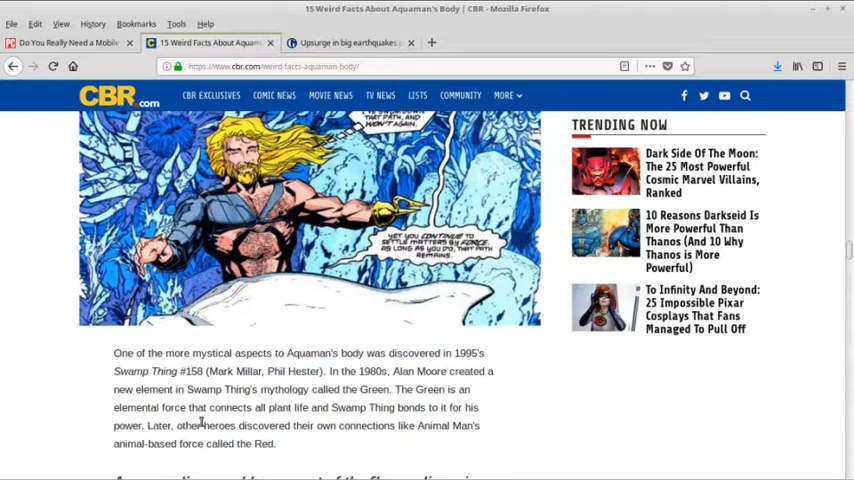 15 Weird Facts About Aquaman's Body | CBR - Mozilla Firefox
File Edit View History Bookmarks Tools Help
Do You Really Need a Mobile
15 Weird Facts About Aquam
Upsurge in big earthquakes p
https://www.cbr.com/weird-facts-aquaman-body/
CBR.com
CBR EXCLUSIVES COMIC NEWS MOVIE NEWS TV NEWS LISTS COMMUNITY MORE
THAT PATH, AND
WON'T AGAIN.
YET YOU CONTINUE TO
SETTLE MATTERS BY FORCE.
AS LONG AS YOU DO, THAT PATH
REMAINS.
One of the more mystical aspects to Aquaman's body was discovered in 1995's
Swamp Thing #158 (Mark Millar, Phil Hester). In the 1980s, Alan Moore created a
new element in Swamp Thing's mythology called the Green. The Green is an
elemental force that connects all plant life and Swamp Thing bonds to it for his
power. Later, other heroes discovered their own connections like Animal Man's
animal-based force called the Red.
TRENDING NOW
Dark Side Of The Moon:
The 25 Most Powerful
Cosmic Marvel Villains,
Ranked
10 Reasons Darkseid Is
More Powerful Than
Thanos (And 10 Why
Thanos is More
Powerful)
To Infinity And Beyond:
25 Impossible Pixar
Cosplays That Fans
Managed To Pull Off